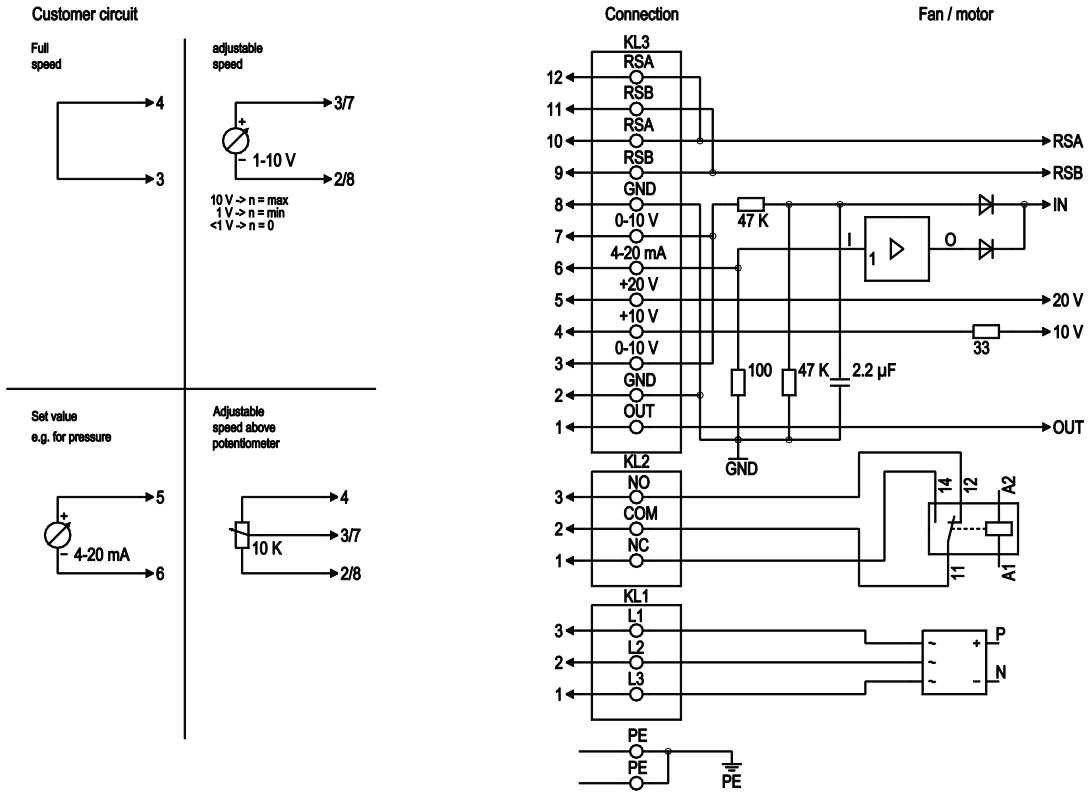 Customer circuit
Connection
Fan / motor
Full
speed
4
3
adjustable
speed
3/7
+
1-10 V
–
2/8
10 V -> n = max
1 V -> n = min
<1 V -> n = 0
Set value
e.g. for pressure
5
+
4-20 mA
–
6
Adjustable
speed above
potentiometer
4
3/7
10 K
2/8
KL3
12 RSA
11 RSB
10 RSA RSA
9 RSB RSB
8 GND IN
47 K
7 0-10 V
I 1 O
6 4-20 mA
5 +20 V 20 V
4 +10 V 10 V
33
3 0-10 V
100 47 K 2.2 µF
2 GND
1 OUT OUT
GND
KL2
3 NO
2 COM
1 NC
14 12 A2
11 A1
KL1
3 L1
2 L2
1 L3
~ + P
~
~ – N
PE
PE
PE